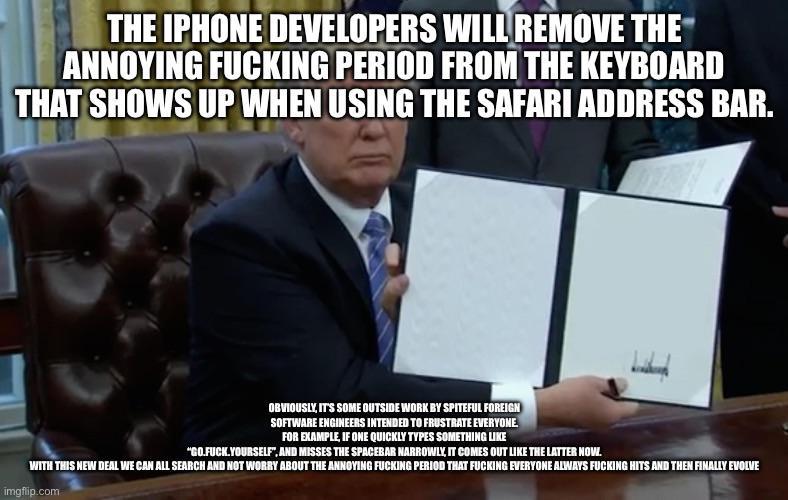 THE IPHONE DEVELOPERS WILL REMOVE THE
ANNOYING FUCKING PERIOD FROM THE KEYBOARD
THAT SHOWS UP WHEN USING THE SAFARI ADDRESS BAR.
OBVIOUSLY, IT'S SOME OUTSIDE WORK BY SPITEFUL FOREIGN
SOFTWARE ENGINEERS INTENDED TO FRUSTRATE EVERYONE.
FOR EXAMPLE, IF ONE QUICKLY TYPES SOMETHING LIKE
“GO.FUCK.YOURSELF”, AND MISSES THE SPACEBAR NARROWLY, IT COMES OUT LIKE THE LATTER NOW.
WITH THIS NEW DEAL WE CAN ALL SEARCH AND NOT WORRY ABOUT THE ANNOYING FUCKING PERIOD THAT FUCKING EVERYONE ALWAYS FUCKING HITS AND THEN FINALLY EVOLVE
imgflip.com